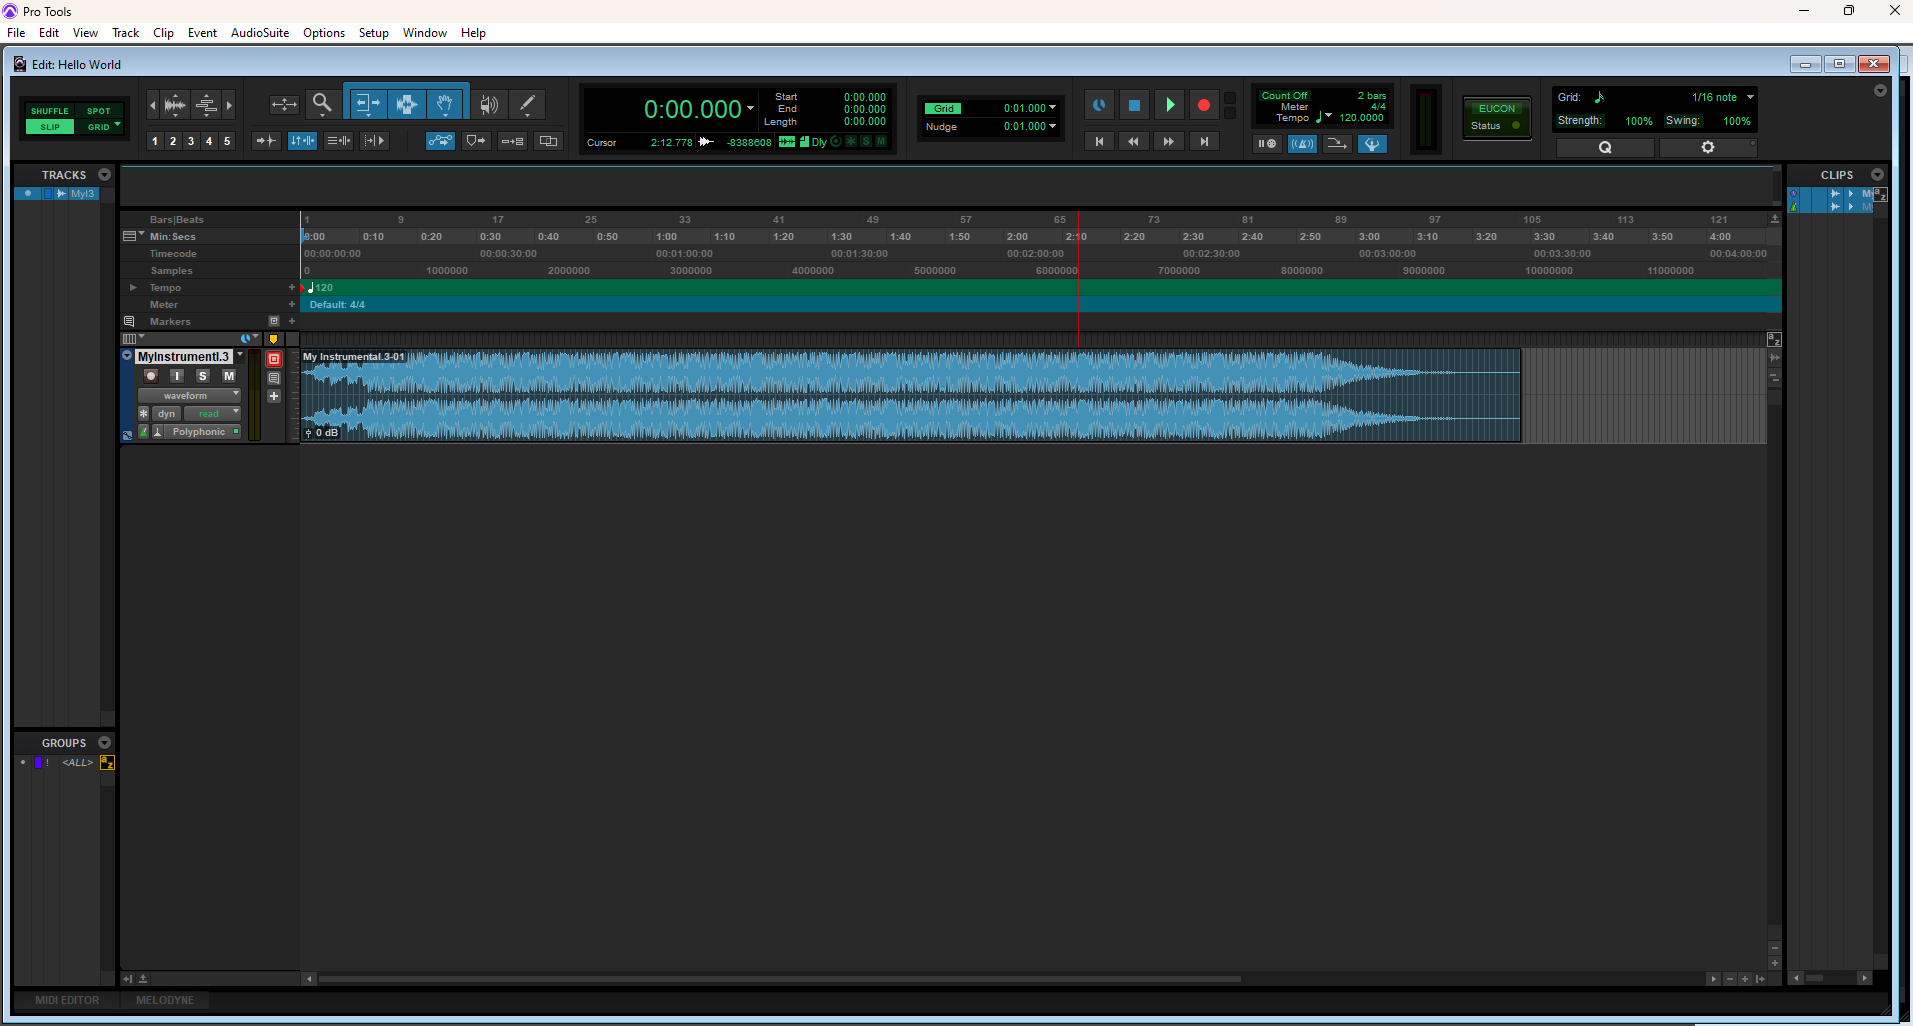 Pro Tools
File Edit View Track Clip Event AudioSuite Options Setup Window Help
Edit: Hello World
SHUFFLE SPOT
SLIP GRID
1 2 3 4 5
0:00.000
Start 0:00.000
End 0:00.000
Length 0:00.000
Cursor 2:12.778 -8388608 Dly S M
Grid 0:01.000
Nudge 0:01.000
Count Off 2 bars
Meter 4/4
Tempo 120.0000
EUCON
Status
Grid: 1/16 note
Strength: 100% Swing: 100%
Q
TRACKS
MyI3
CLIPS
a z
Bars|Beats 1 9 17 25 33 41 49 57 65 73 81 89 97 105 113 121
Min:Secs 0:00 0:10 0:20 0:30 0:40 0:50 1:00 1:10 1:20 1:30 1:40 1:50 2:00 2:10 2:20 2:30 2:40 2:50 3:00 3:10 3:20 3:30 3:40 3:50 4:00
Timecode 00:00:00:00 00:00:30:00 00:01:00:00 00:01:30:00 00:02:00:00 00:02:30:00 00:03:00:00 00:03:30:00 00:04:00:00
Samples 0 1000000 2000000 3000000 4000000 5000000 6000000 7000000 8000000 9000000 10000000 11000000
Tempo 120
Meter Default: 4/4
Markers
a z
MyInstrumentl.3
My Instrumental.3-01
I S M
waveform
dyn read
Polyphonic
0 dB
GROUPS
! <ALL> a z
MIDI EDITOR MELODYNE